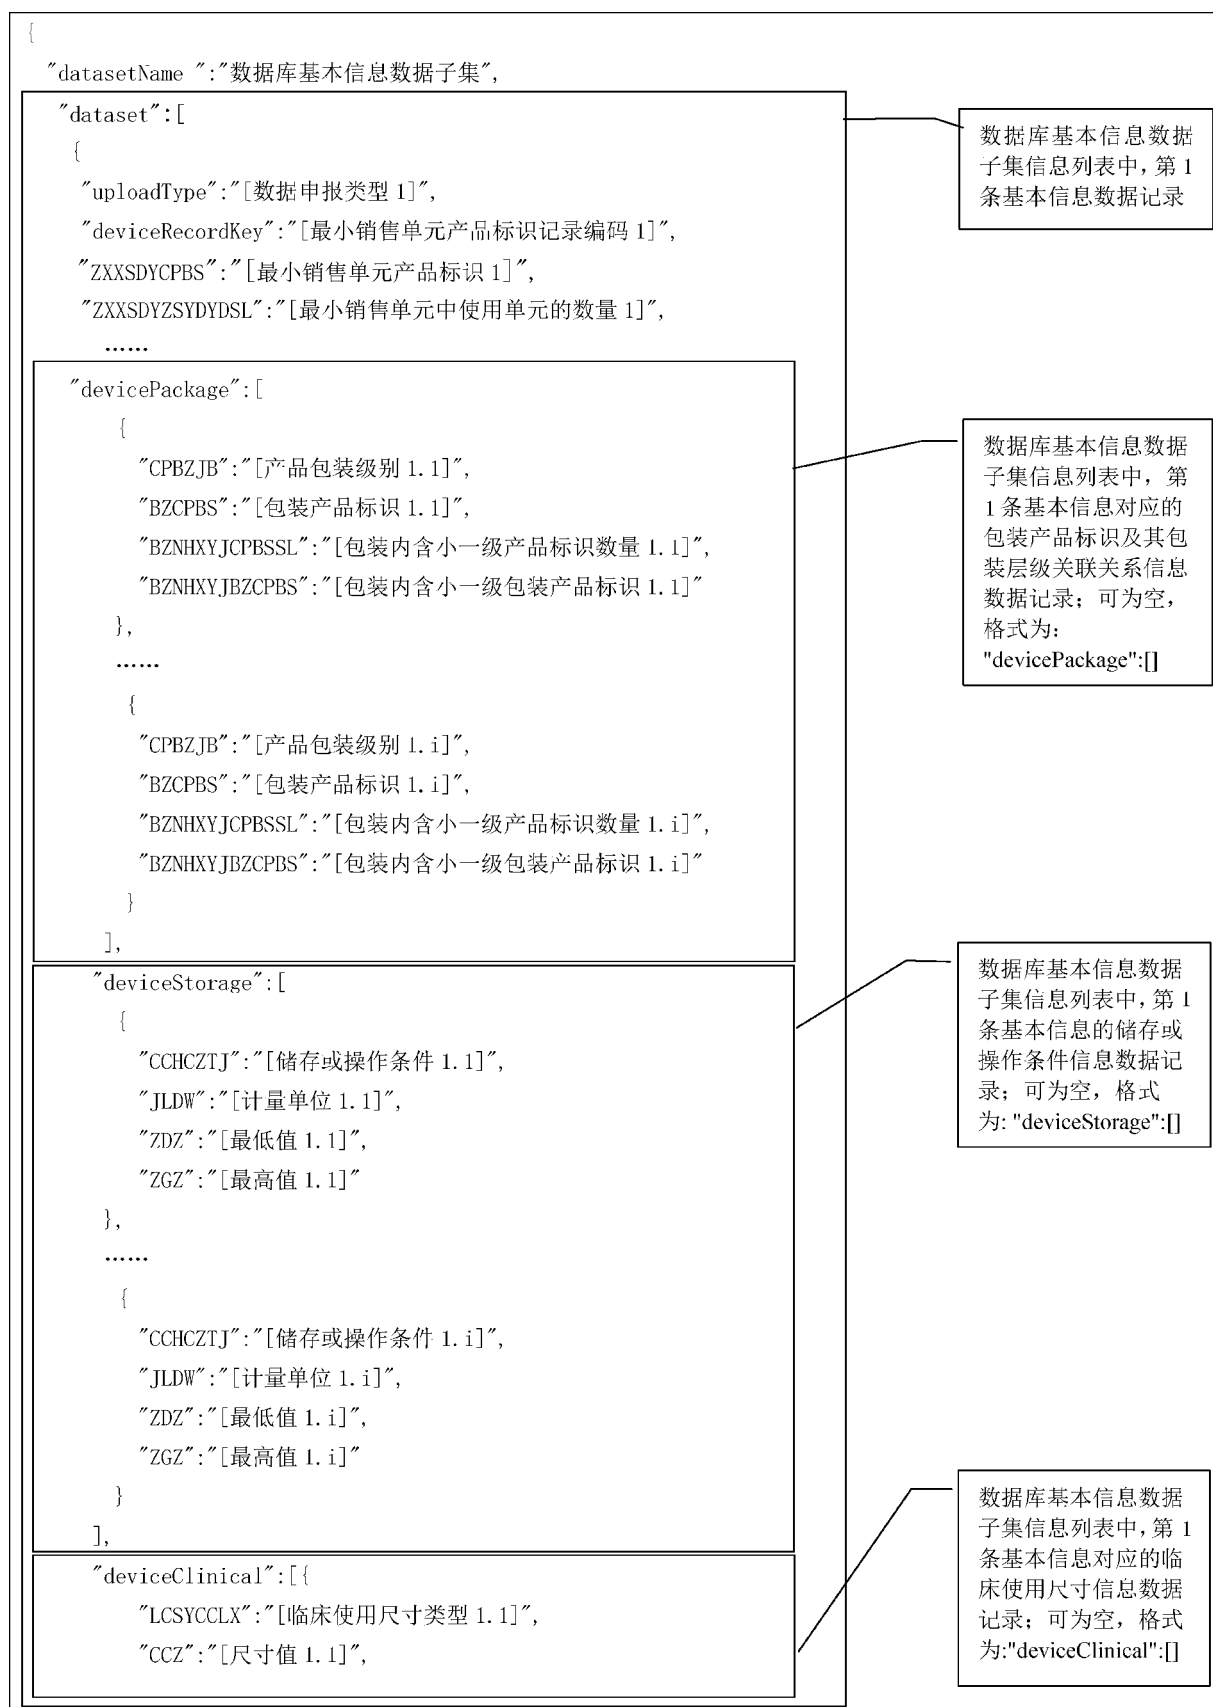 {
"datasetName ":"数据库基本信息数据子集",
"dataset":[
{
"uploadType":"[数据申报类型 1]",
"deviceRecordKey":"[最小销售单元产品标识记录编码 1]",
"ZXXSDYCPBS":"[最小销售单元产品标识 1]",
"ZXXSDYZSYDYDSL":"[最小销售单元中使用单元的数量 1]",
……
"devicePackage":[
{
"CPBZJB":"[产品包装级别 1.1]",
"BZCPBS":"[包装产品标识 1.1]",
"BZNHXYJCPBSSL":"[包装内含小一级产品标识数量 1.1]",
"BZNHXYJBZCPBS":"[包装内含小一级包装产品标识 1.1]"
},
……
{
"CPBZJB":"[产品包装级别 1.i]",
"BZCPBS":"[包装产品标识 1.i]",
"BZNHXYJCPBSSL":"[包装内含小一级产品标识数量 1.i]",
"BZNHXYJBZCPBS":"[包装内含小一级包装产品标识 1.i]"
}
],
"deviceStorage":[
{
"CCHCZTJ":"[储存或操作条件 1.1]",
"JLDW":"[计量单位 1.1]",
"ZDZ":"[最低值 1.1]",
"ZGZ":"[最高值 1.1]"
},
……
{
"CCHCZTJ":"[储存或操作条件 1.i]",
"JLDW":"[计量单位 1.i]",
"ZDZ":"[最低值 1.i]",
"ZGZ":"[最高值 1.i]"
}
],
"deviceClinical":[{
"LCSYCCLX":"[临床使用尺寸类型 1.1]",
"CCZ":"[尺寸值 1.1]",
数据库基本信息数据
子集信息列表中，第 1
条基本信息数据记录
数据库基本信息数据
子集信息列表中，第
1 条基本信息对应的
包装产品标识及其包
装层级关联关系信息
数据记录；可为空，
格式为：
"devicePackage":[]
数据库基本信息数据
子集信息列表中，第 1
条基本信息的储存或
操作条件信息数据记
录；可为空，格式
为: "deviceStorage":[]
数据库基本信息数据
子集信息列表中，第 1
条基本信息对应的临
床使用尺寸信息数据
记录；可为空，格式
为:"deviceClinical":[]